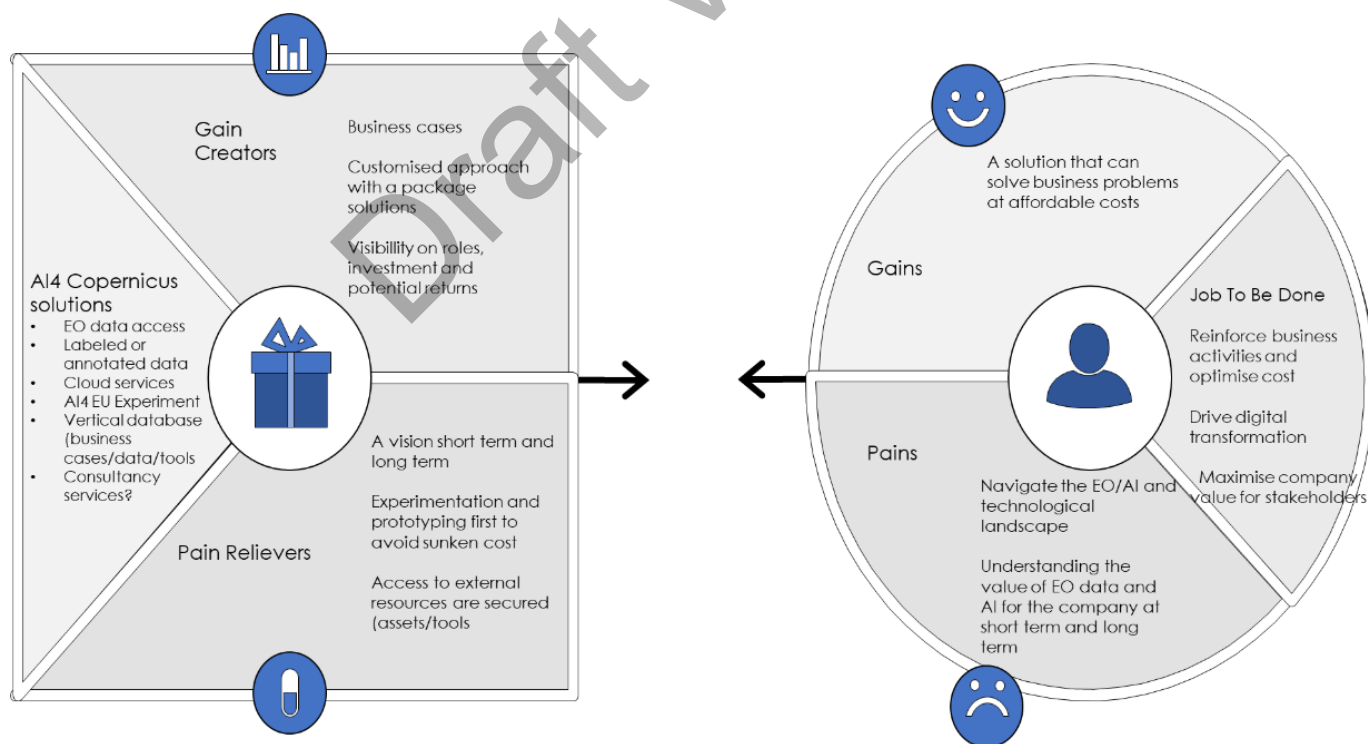 Draft
Gain
Creators
Business cases
Customised approach
with a package
solutions
Visibillity on roles,
investment and
potential returns
AI4 Copernicus
solutions
• EO data access
• Labeled or
annotated data
• Cloud services
• AI4 EU Experiment
• Vertical database
(business
cases/data/tools
• Consultancy
services?
Pain Relievers
A vision short term and
long term
Experimentation and
prototyping first to
avoid sunken cost
Access to external
resources are secured
(assets/tools
A solution that can
solve business problems
at affordable costs
Gains
Job To Be Done
Reinforce business
activities and
optimise cost
Drive digital
transformation
Maximise company
value for stakeholders
Pains
Navigate the EO/AI and
technological
landscape
Understanding the
value of EO data and
AI for the company at
short term and long
term